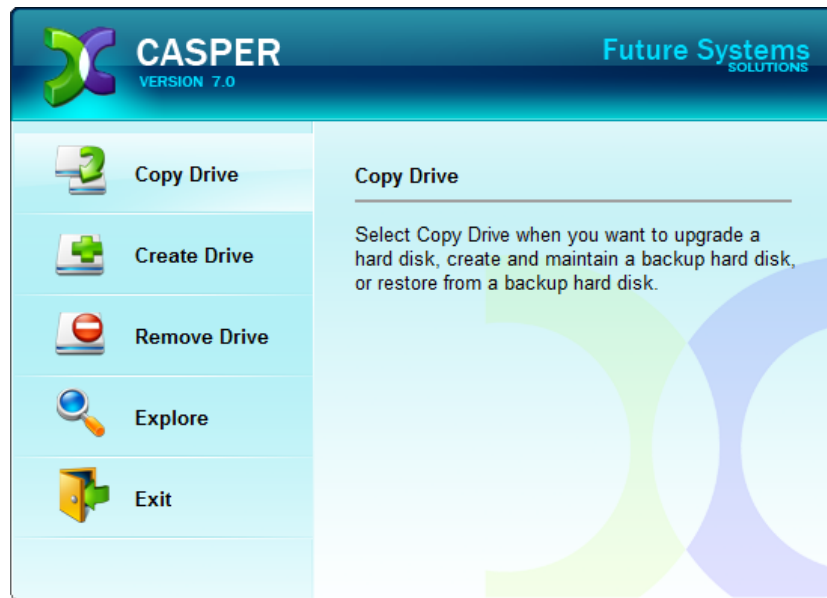 CASPER
VERSION 7.0
Future Systems
SOLUTIONS
Copy Drive
Create Drive
Remove Drive
Explore
Exit
Copy Drive
Select Copy Drive when you want to upgrade a
hard disk, create and maintain a backup hard disk,
or restore from a backup hard disk.